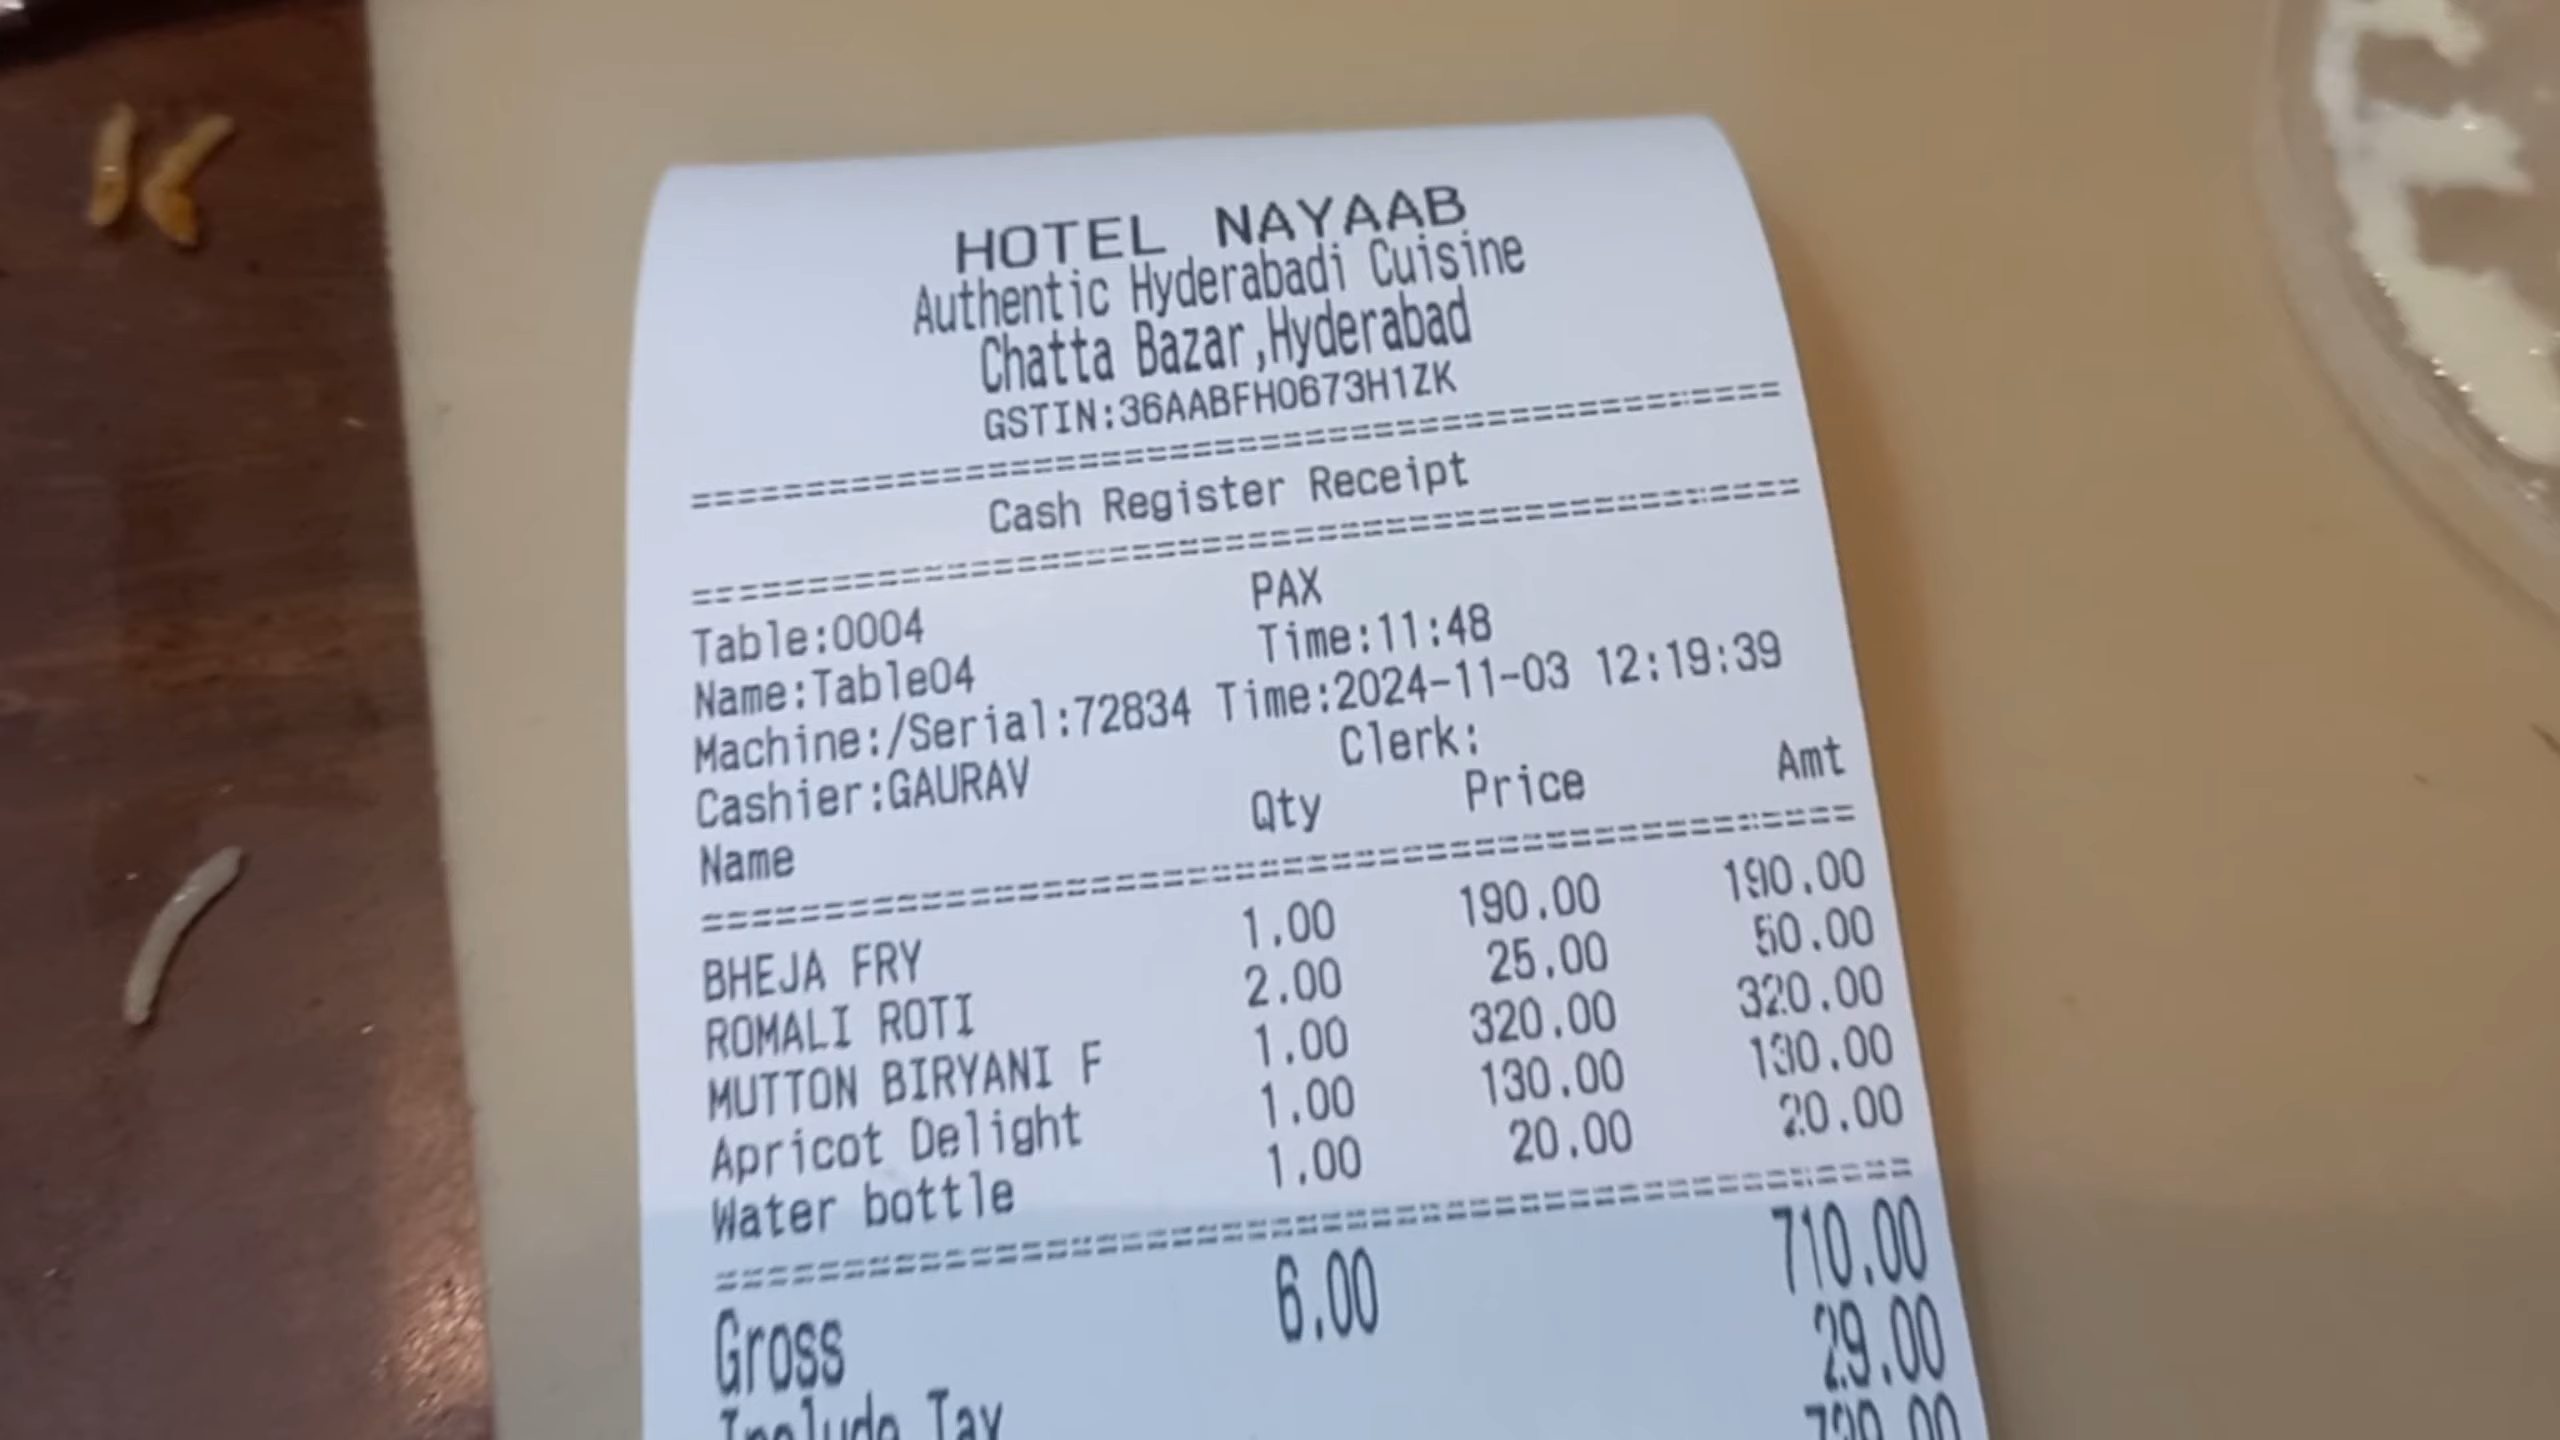 HOTEL NAYAAB
Authentic Hyderabadi Cuisine
Chatta Bazar,Hyderabad
GSTIN:36AABFH0673H1ZK
Cash Register Receipt
Table:0004 PAX
Name:Table04 Time:11:48
Machine:/Serial:72834 Time:2024-11-03 12:19:39
Cashier:GAURAV Clerk:
Name Qty Price Amt
BHEJA FRY 1.00 190.00 190.00
ROMALI ROTI 2.00 25.00 50.00
MUTTON BIRYANI F 1.00 320.00 320.00
Apricot Delight 1.00 130.00 130.00
Water bottle 1.00 20.00 20.00
Gross 6.00 710.00
Include Tax 29.00